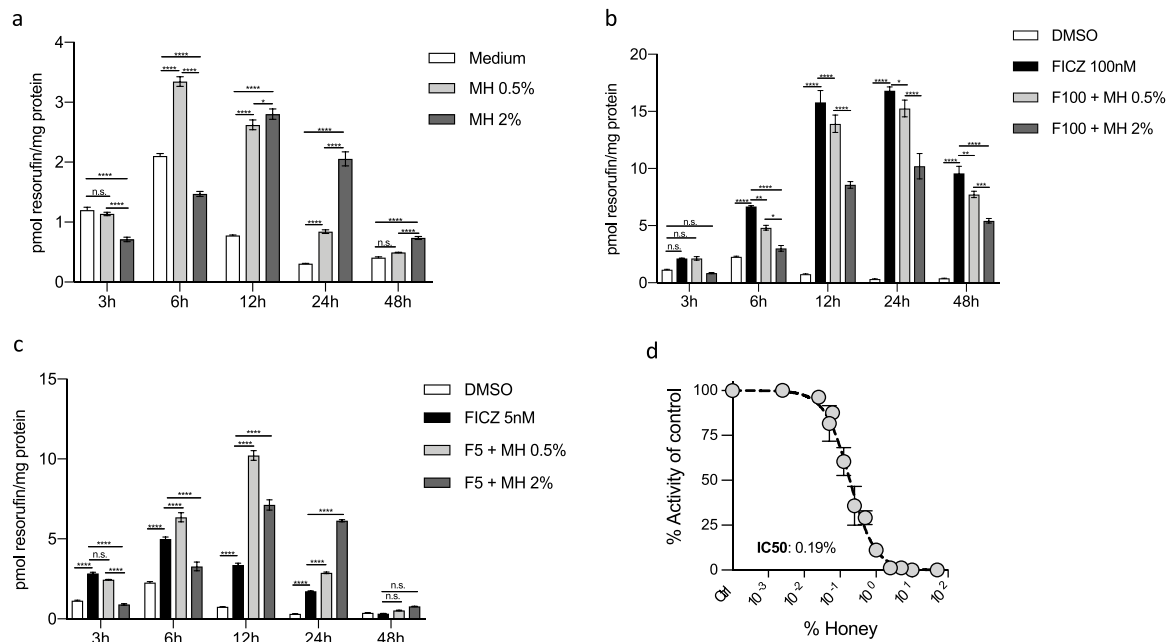 a
pmol resorufin/mg protein
4
3
2
1
0
**** **** ****
**** **** *
****
n.s.
****
****
**** ****
****
n.s. ****
3h 6h 12h 24h 48h
Medium
MH 0.5%
MH 2%
b
pmol resorufin/mg protein
20
15
10
5
0
n.s.
n.s.
n.s.
****
**** **
*
**** ****
****
**** *
****
****
**** **
***
3h 6h 12h 24h 48h
DMSO
FICZ 100nM
F100 + MH 0.5%
F100 + MH 2%
c
pmol resorufin/mg protein
15
10
5
0
****
n.s.
**** ****
****
****
****
****
****
****
****
****
****
n.s.
n.s.
3h 6h 12h 24h 48h
DMSO
FICZ 5nM
F5 + MH 0.5%
F5 + MH 2%
d
% Activity of control
100
75
50
25
0
IC50: 0.19%
Ctrl 10-3 10-2 10-1 100 101 102
% Honey